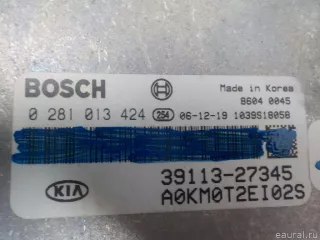 BOSCH
Made in Korea
8604 0045
0 281 013 424 254 06-12-19 1039S18058
39113-27345
KIA
A0KM0T2EI02S
© eaural.ru